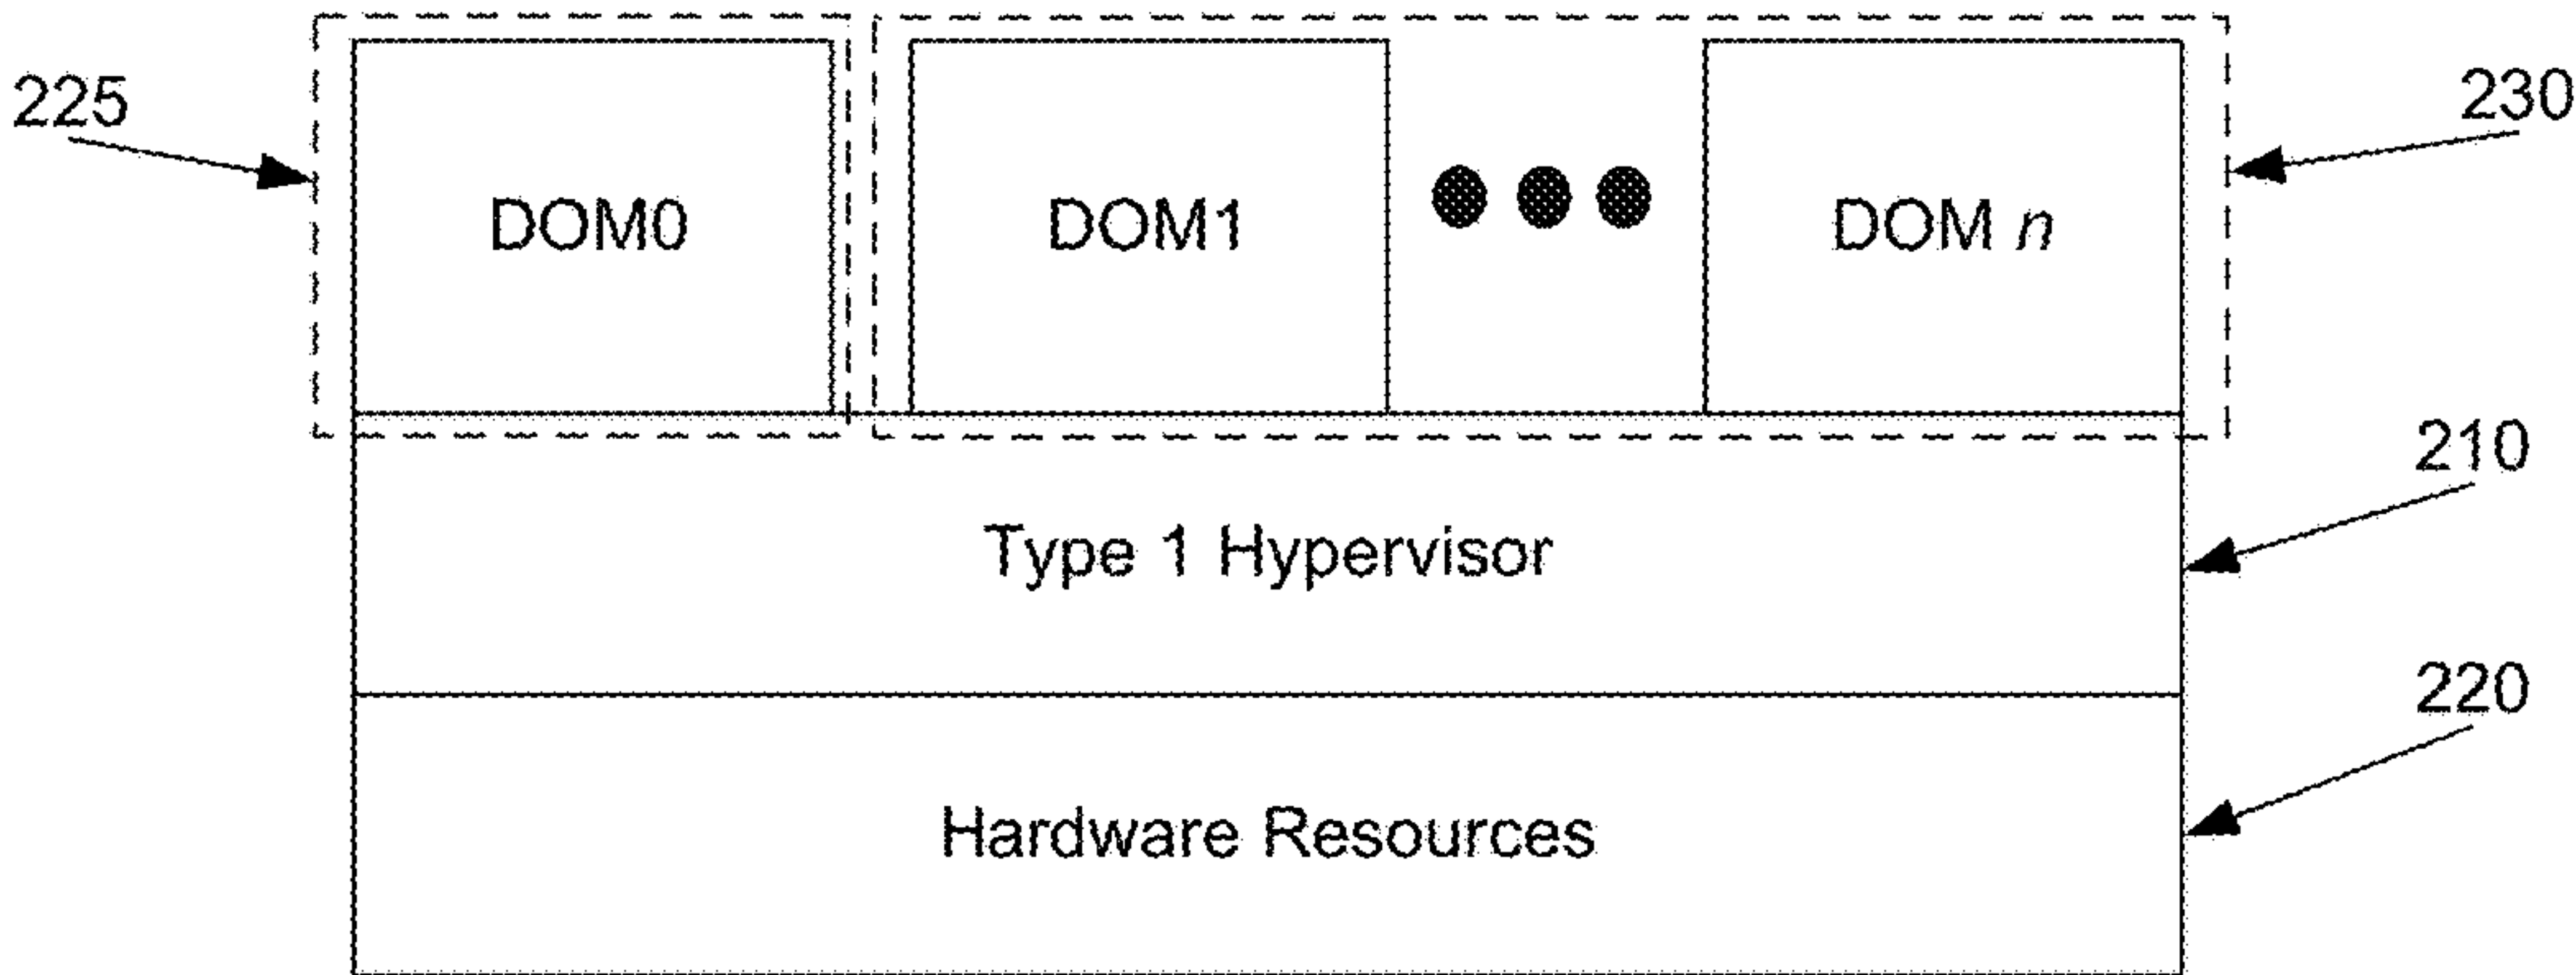 225
230
DOM0
DOM1
DOM n
210
Type 1 Hypervisor
220
Hardware Resources